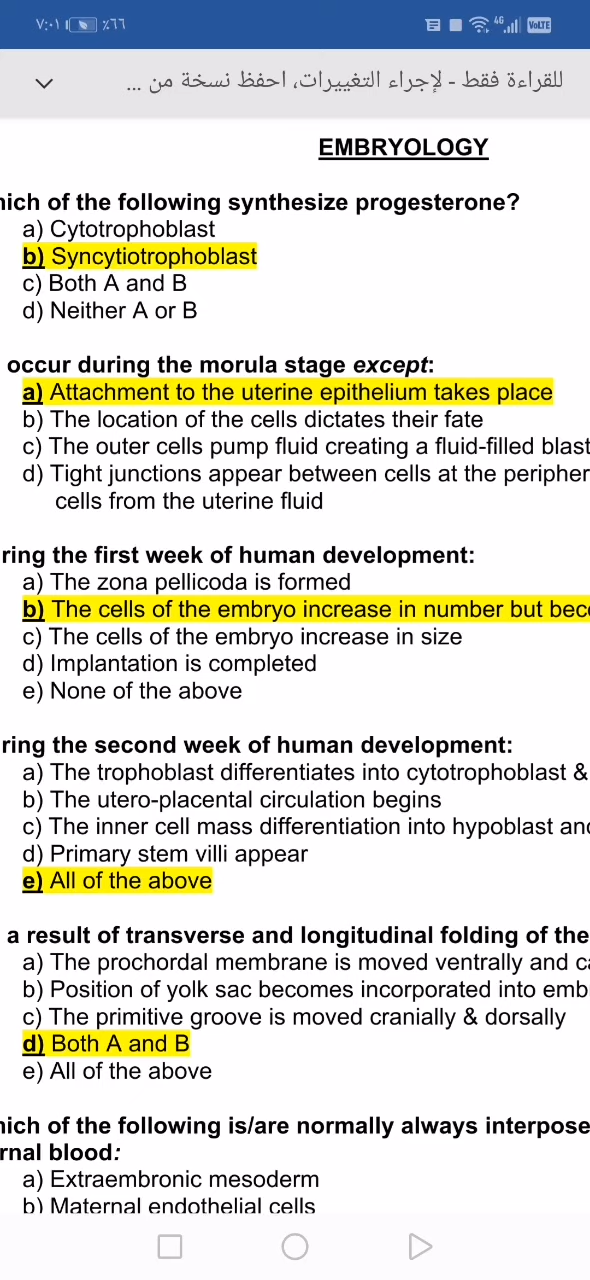 ٧:٠١ ٪٦٦ 4G VoLTE
للقراءة فقط - لإجراء التغييرات، احفظ نسخة من ...
EMBRYOLOGY
hich of the following synthesize progesterone?
a) Cytotrophoblast
b) Syncytiotrophoblast
c) Both A and B
d) Neither A or B
occur during the morula stage except:
a) Attachment to the uterine epithelium takes place
b) The location of the cells dictates their fate
c) The outer cells pump fluid creating a fluid-filled blast
d) Tight junctions appear between cells at the peripher
cells from the uterine fluid
ring the first week of human development:
a) The zona pellicoda is formed
b) The cells of the embryo increase in number but bec
c) The cells of the embryo increase in size
d) Implantation is completed
e) None of the above
ring the second week of human development:
a) The trophoblast differentiates into cytotrophoblast &
b) The utero-placental circulation begins
c) The inner cell mass differentiation into hypoblast an
d) Primary stem villi appear
e) All of the above
a result of transverse and longitudinal folding of the
a) The prochordal membrane is moved ventrally and ca
b) Position of yolk sac becomes incorporated into emb
c) The primitive groove is moved cranially & dorsally
d) Both A and B
e) All of the above
hich of the following is/are normally always interpose
rnal blood:
a) Extraembronic mesoderm
b) Maternal endothelial cells